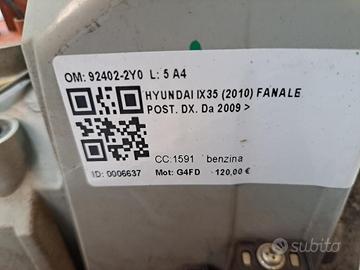 OM: 92402-2Y0 L: 5 A4
HYUNDAI IX35 (2010) FANALE
POST. DX. Da 2009 >
CC:1591 benzina
ID: 0006637 Mot: G4FD 120,00 €
subito